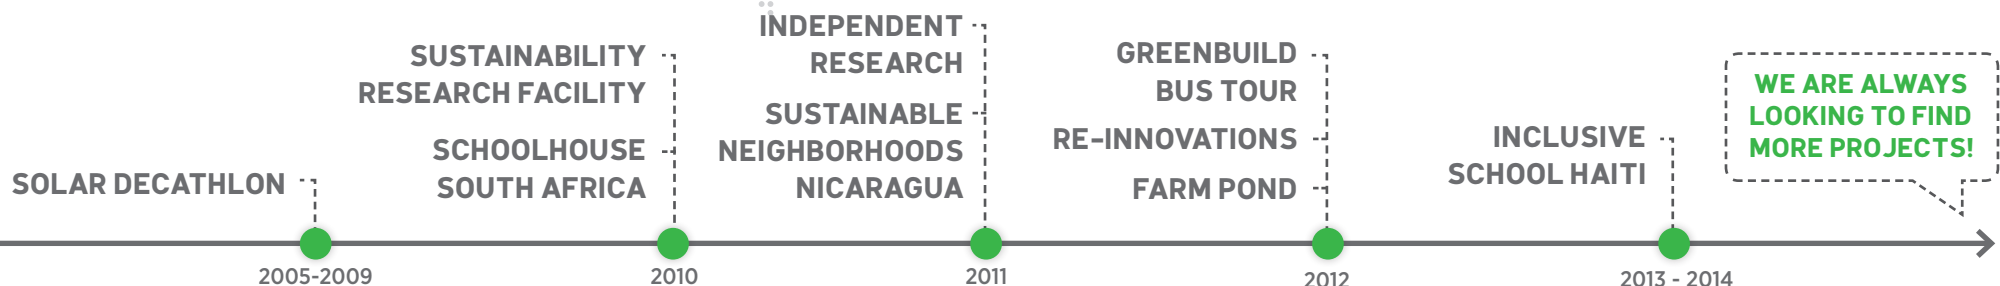 SOLAR DECATHLON
2005-2009
SUSTAINABILITY
RESEARCH FACILITY
SCHOOLHOUSE
SOUTH AFRICA
2010
INDEPENDENT
RESEARCH
SUSTAINABLE
NEIGHBORHOODS
NICARAGUA
2011
GREENBUILD
BUS TOUR
RE-INNOVATIONS
FARM POND
2012
INCLUSIVE
SCHOOL HAITI
2013 - 2014
WE ARE ALWAYS
LOOKING TO FIND
MORE PROJECTS!